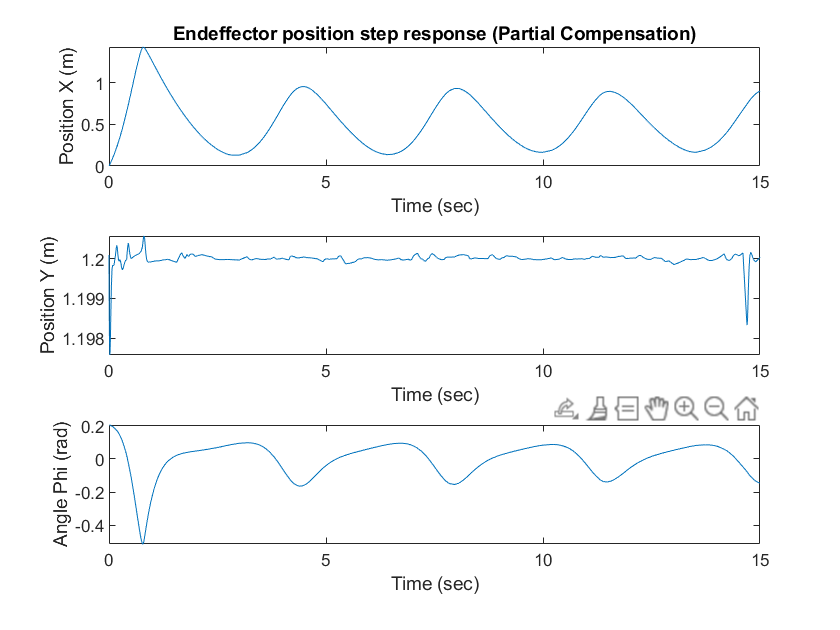 Endeffector position step response (Partial Compensation)
Position X (m)
1
0.5
0
0 5 10 15
Time (sec)
Position Y (m)
1.2
1.199
1.198
0 5 10 15
Time (sec)
Angle Phi (rad)
0.2
0
-0.2
-0.4
0 5 10 15
Time (sec)